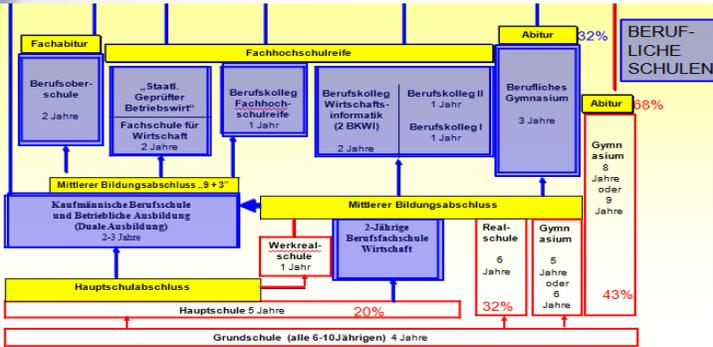 Abitur
32%
BERUF-
LICHE
SCHULEN
Fachabitur
Fachhochschulreife
Berufsober-
schule
2 Jahre
„Staatl.
Geprüfter
Betriebswirt“
Fachschule für
Wirtschaft
2 Jahre
Berufskolleg
Fachhoch-
schulreife
1 Jahr
Berufskolleg
Wirtschafts-
informatik
(2 BKWI)
2 Jahre
Berufskolleg II
1 Jahr
Berufskolleg I
1 Jahr
Berufliches
Gymnasium
3 Jahre
Abitur
68%
Gymn
asium
8
Jahre
oder
9
Jahre
43%
Mittlerer Bildungsabschluss „9 + 3“
Mittlerer Bildungsabschluss
Kaufmännische Berufsschule
und Betriebliche Ausbildung
(Duale Ausbildung)
2-3 Jahre
Werkreal-
schule
1 Jahr
2-Jährige
Berufsfachschule
Wirtschaft
Real-
schule
6
Jahre
32%
Gymn
asium
5
Jahre
oder
6
Jahre
Hauptschulabschluss
Hauptschule 5 Jahre
20%
Grundschule (alle 6-10Jährigen) 4 Jahre